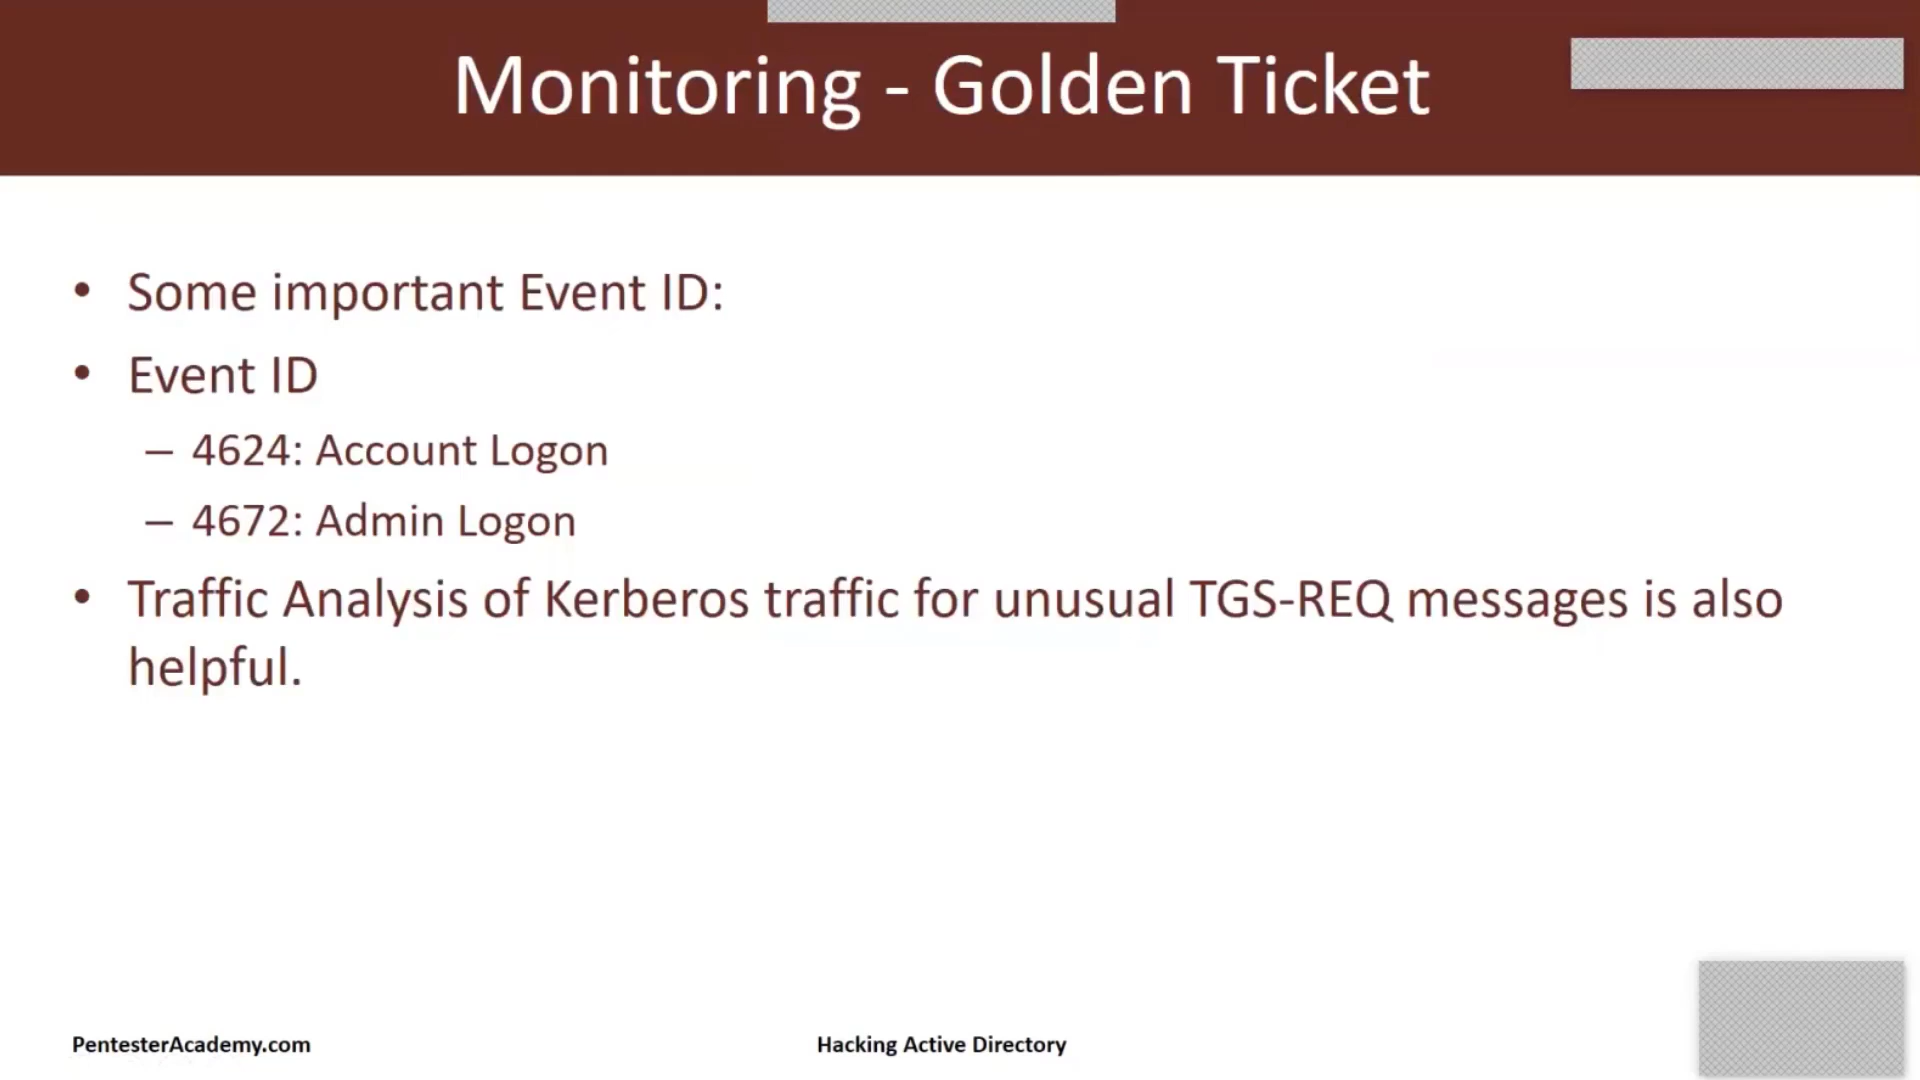 Monitoring - Golden Ticket
• Some important Event ID:
• Event ID
– 4624: Account Logon
– 4672: Admin Logon
• Traffic Analysis of Kerberos traffic for unusual TGS-REQ messages is also
helpful.
PentesterAcademy.com
Hacking Active Directory